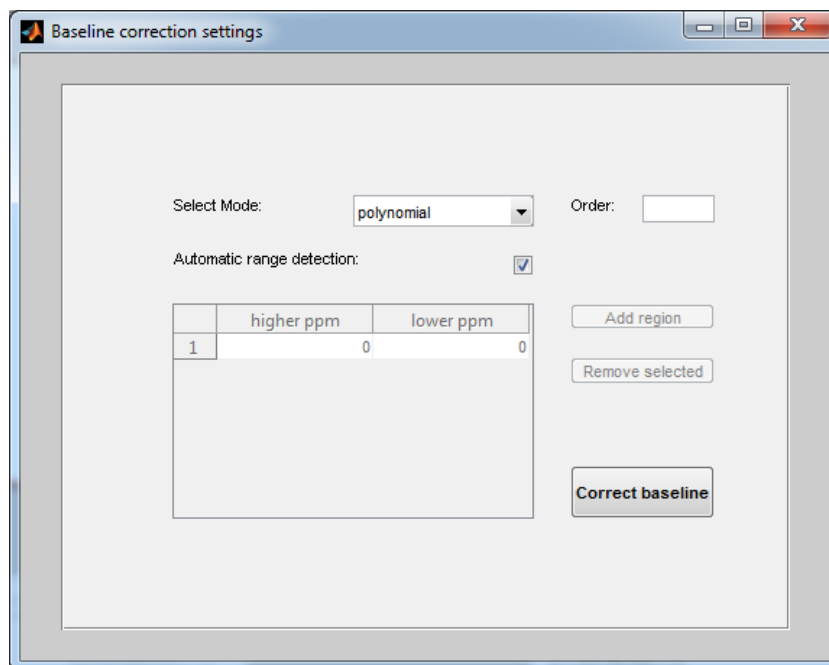 Baseline correction settings
Select Mode: polynomial Order:
Automatic range detection:
higher ppm lower ppm Add region
1 0 0
Remove selected
Correct baseline